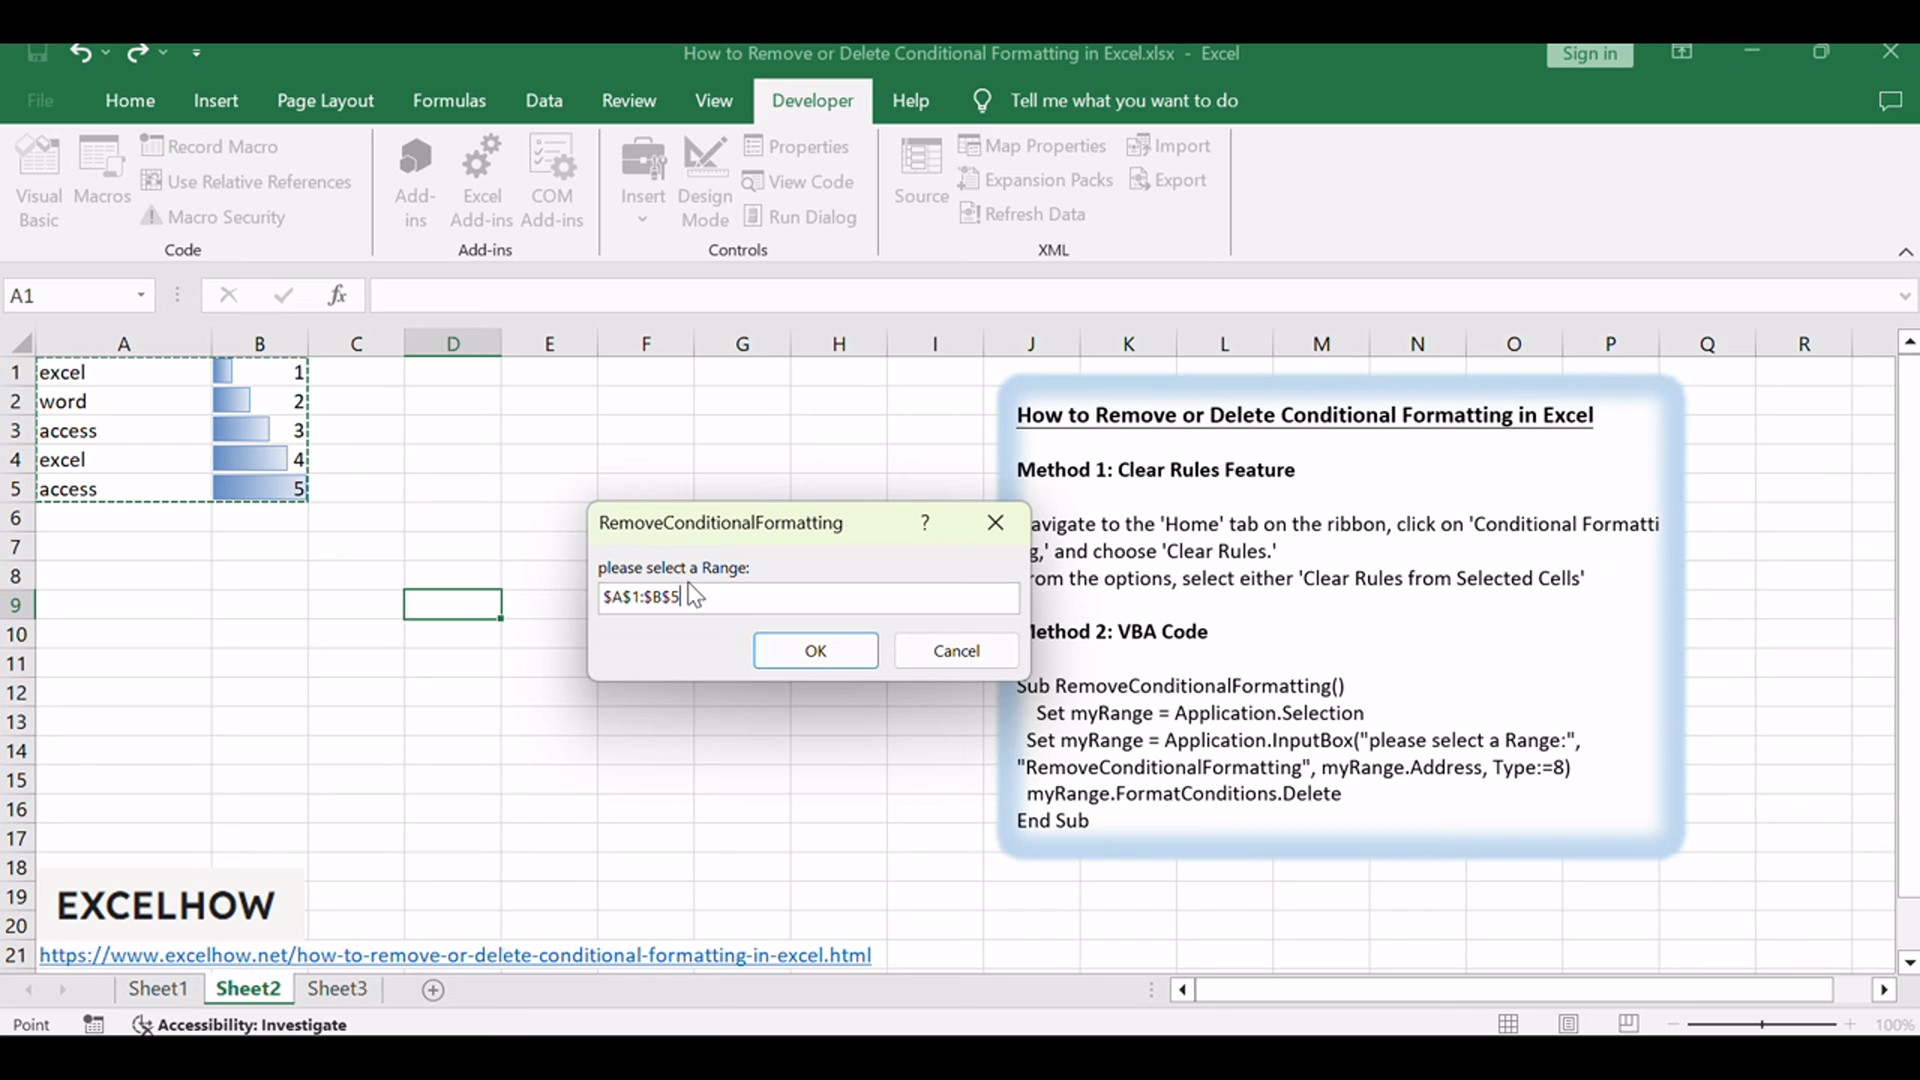 How to Remove or Delete Conditional Formatting in Excel.xlsx - Excel
Sign in
File Home Insert Page Layout Formulas Data Review View Developer Help Tell me what you want to do
Visual Basic
Macros
Record Macro
Use Relative References
Macro Security
Code
Add-ins
Excel Add-ins
COM Add-ins
Add-ins
Insert
Design Mode
Properties
View Code
Run Dialog
Controls
Source
Map Properties
Expansion Packs
Refresh Data
Import
Export
XML
A1
fx
A B C D E F G H I J K L M N O P Q R
1 excel 1
2 word 2
3 access 3
4 excel 4
5 access 5
6
7
8
9
10
11
12
13
14
15
16
17
18
19
20
21 https://www.excelhow.net/how-to-remove-or-delete-conditional-formatting-in-excel.html
EXCELHOW
RemoveConditionalFormatting ?
please select a Range:
$A$1:$B$5
OK Cancel
How to Remove or Delete Conditional Formatting in Excel
Method 1: Clear Rules Feature
avigate to the 'Home' tab on the ribbon, click on 'Conditional Formatti
g,' and choose 'Clear Rules.'
rom the options, select either 'Clear Rules from Selected Cells'
ethod 2: VBA Code
Sub RemoveConditionalFormatting()
Set myRange = Application.Selection
Set myRange = Application.InputBox("please select a Range:",
"RemoveConditionalFormatting", myRange.Address, Type:=8)
myRange.FormatConditions.Delete
End Sub
Sheet1 Sheet2 Sheet3
Point
Accessibility: Investigate
100%